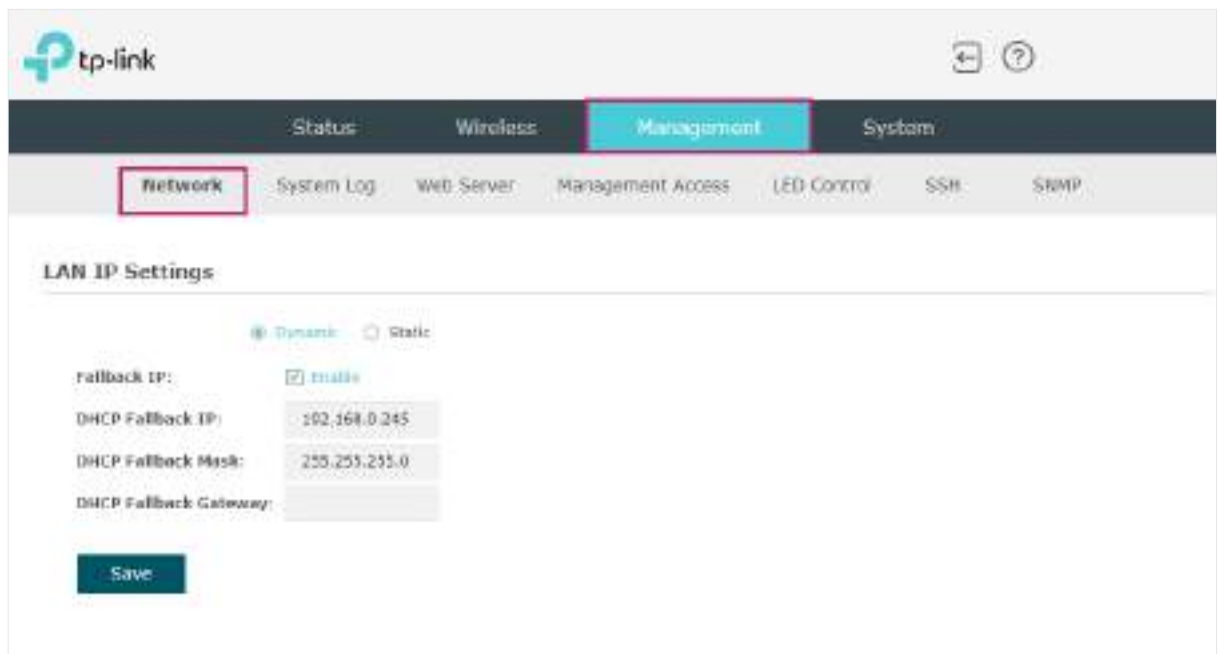 tp-link
Status Wireless Management System
Network System Log Web Server Management Access LED Control SSH SNMP
LAN IP Settings
Dynamic Static
Fallback IP: Enable
DHCP Fallback IP: 192.168.0.245
DHCP Fallback Mask: 255.255.255.0
DHCP Fallback Gateway:
Save